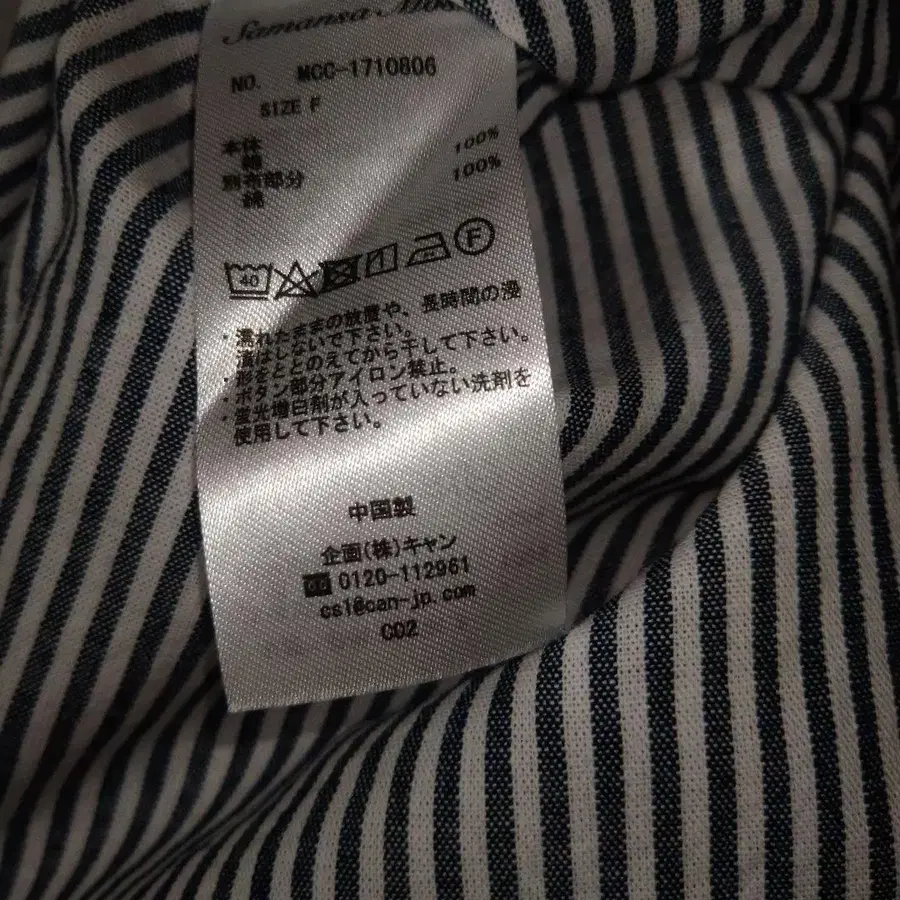 Samansa Mos
NO. MCC-1710806
SIZE F
本体
綿 100%
別布部分
綿 100%
40
F
・濡れたままの放置や、長時間の浸
漬はしないで下さい。
・形をととのえてから干して下さい。
・ボタン部分アイロン禁止。
・蛍光増白剤が入っていない洗剤を
使用して下さい。
中国製
企画(株)キャン
0120-112961
csl@can-jp.com
C02